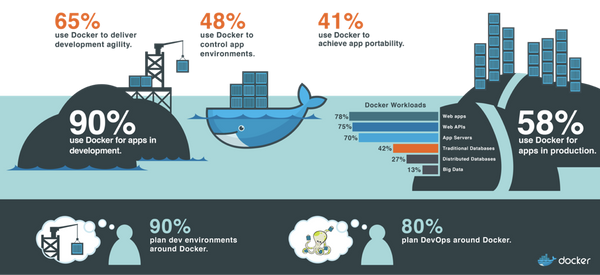 65%
use Docker to deliver
development agility.
48%
use Docker to
control app
environments.
41%
use Docker to
achieve app portability.
90%
use Docker for apps in
development.
Docker Workloads
78% Web apps
75% Web APIs
70% App Servers
42% Traditional Databases
27% Distributed Databases
13% Big Data
58%
use Docker for
apps in production.
90%
plan dev environments
around Docker.
80%
plan DevOps around Docker.
docker